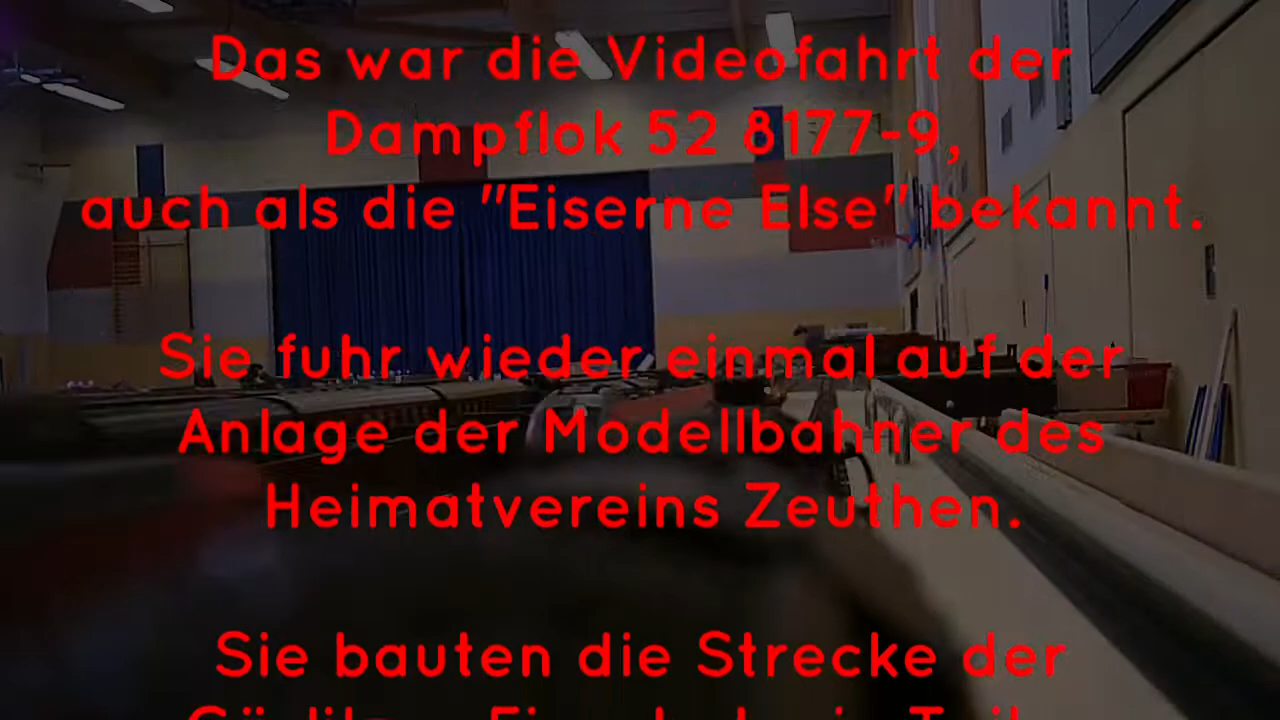 Das war die Videofahrt der
Dampflok 52 8177-9,
auch als die "Eiserne Else" bekannt.
Sie fuhr wieder einmal auf der
Anlage der Modellbahner des
Heimatvereins Zeuthen.
Sie bauten die Strecke der